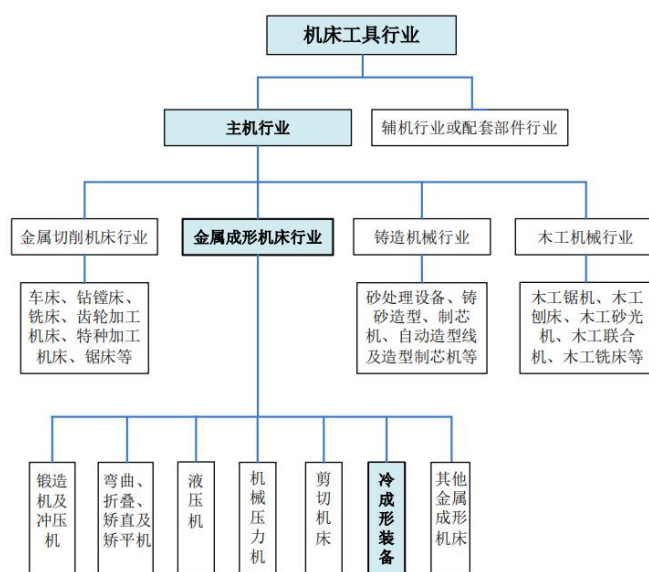 机床工具行业
主机行业
辅机行业或配套部件行业
金属切削机床行业
金属成形机床行业
铸造机械行业
木工机械行业
车床、钻镗床、
铣床、齿轮加工
机床、特种加工
机床、锯床等
砂处理设备、铸
砂造型、制芯
机、自动造型线
及造型制芯机等
木工锯机、木工
刨床、木工砂光
机、木工联合
机、木工铣床等
锻造
机及
冲压
机
弯曲、
折叠、
矫直及
矫平机
液
压
机
机
械
压
力
机
剪
切
机
床
冷
成
形
装
备
其他
金属
成形
机床